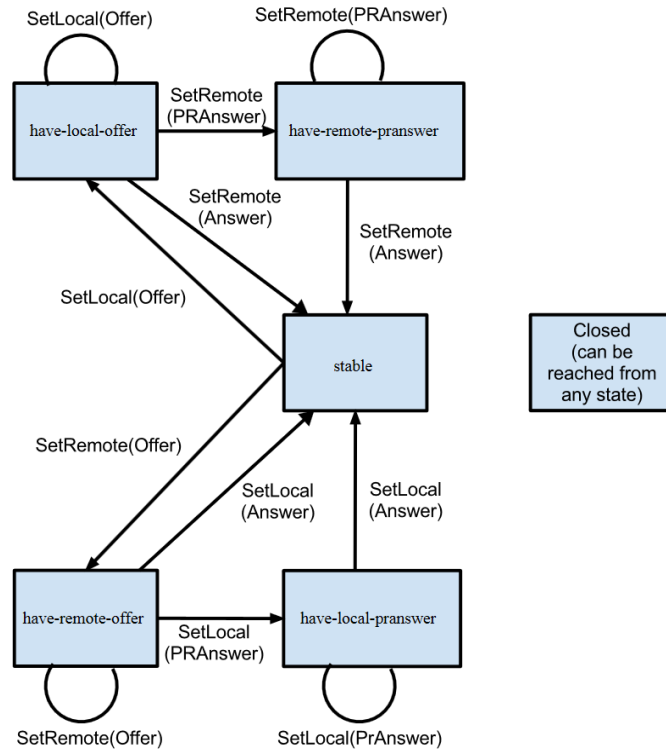 SetLocal(Offer)
SetRemote(PRAnswer)
have-local-offer
SetRemote
(PRAnswer)
have-remote-pranswer
SetRemote
(Answer)
SetRemote
(Answer)
SetLocal(Offer)
stable
Closed
(can be
reached from
any state)
SetRemote(Offer)
SetLocal
(Answer)
SetLocal
(Answer)
have-remote-offer
SetLocal
(PRAnswer)
have-local-pranswer
SetRemote(Offer)
SetLocal(PrAnswer)